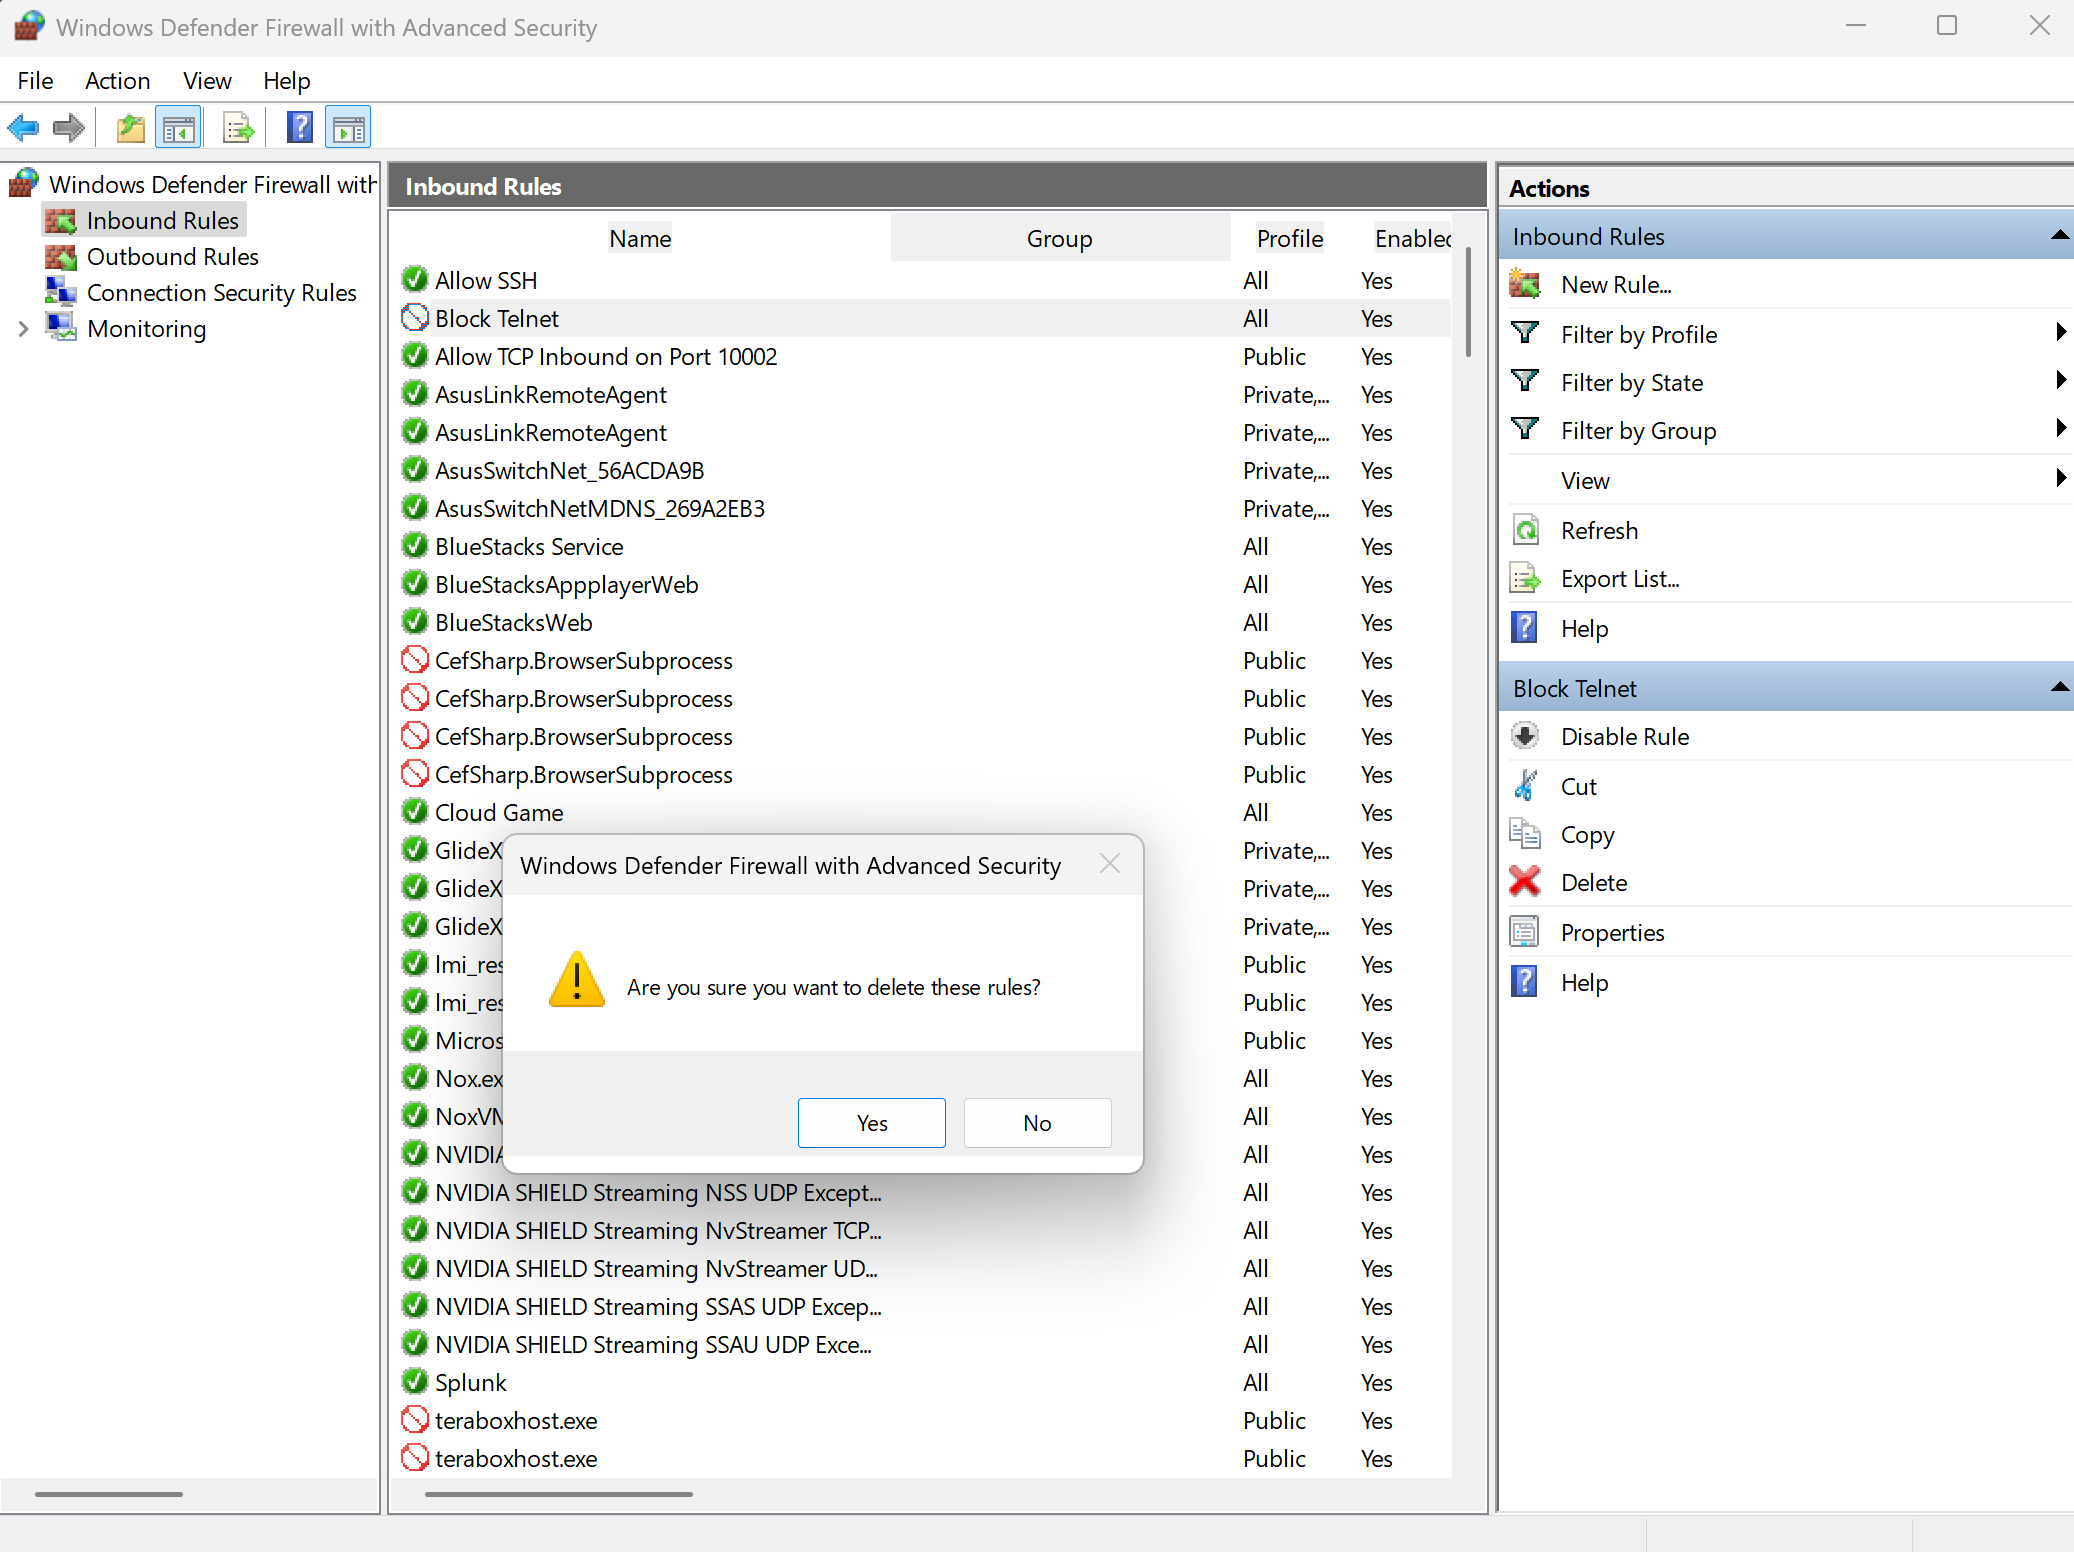 Windows Defender Firewall with Advanced Security
File Action View Help
Windows Defender Firewall with
Inbound Rules
Outbound Rules
Connection Security Rules
Monitoring
Inbound Rules
Name Group Profile Enabled
Allow SSH All Yes
Block Telnet All Yes
Allow TCP Inbound on Port 10002 Public Yes
AsusLinkRemoteAgent Private,... Yes
AsusLinkRemoteAgent Private,... Yes
AsusSwitchNet_56ACDA9B Private,... Yes
AsusSwitchNetMDNS_269A2EB3 Private,... Yes
BlueStacks Service All Yes
BlueStacksAppplayerWeb All Yes
BlueStacksWeb All Yes
CefSharp.BrowserSubprocess Public Yes
CefSharp.BrowserSubprocess Public Yes
CefSharp.BrowserSubprocess Public Yes
CefSharp.BrowserSubprocess Public Yes
Cloud Game All Yes
GlideX Private,... Yes
GlideX Private,... Yes
GlideX Private,... Yes
lmi_res Public Yes
lmi_res Public Yes
Micros Public Yes
Nox.ex All Yes
NoxVM All Yes
NVIDIA All Yes
NVIDIA SHIELD Streaming NSS UDP Except... All Yes
NVIDIA SHIELD Streaming NvStreamer TCP... All Yes
NVIDIA SHIELD Streaming NvStreamer UD... All Yes
NVIDIA SHIELD Streaming SSAS UDP Excep... All Yes
NVIDIA SHIELD Streaming SSAU UDP Exce... All Yes
Splunk All Yes
teraboxhost.exe Public Yes
teraboxhost.exe Public Yes
Windows Defender Firewall with Advanced Security
Are you sure you want to delete these rules?
Yes No
Actions
Inbound Rules
New Rule...
Filter by Profile
Filter by State
Filter by Group
View
Refresh
Export List...
Help
Block Telnet
Disable Rule
Cut
Copy
Delete
Properties
Help